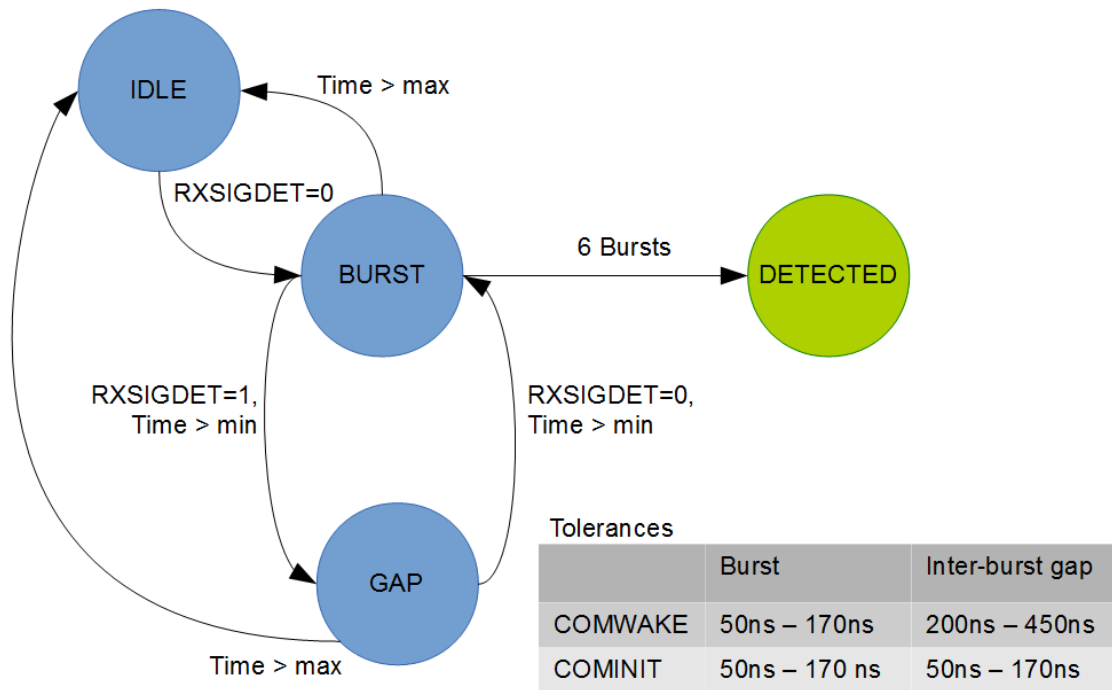 IDLE
Time > max
RXSIGDET=0
6 Bursts
BURST
DETECTED
RXSIGDET=1,
Time > min
RXSIGDET=0,
Time > min
GAP
Time > max
Tolerances
Burst Inter-burst gap
COMWAKE 50ns – 170ns 200ns – 450ns
COMINIT 50ns – 170 ns 50ns – 170ns